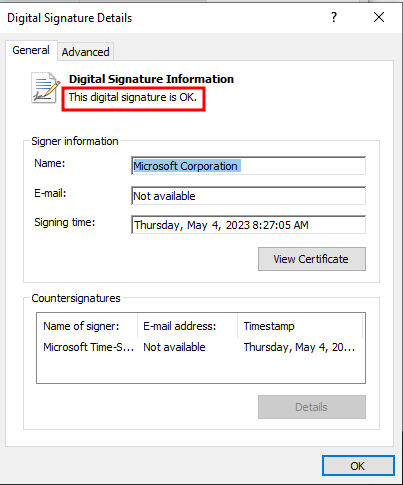 Digital Signature Details
General Advanced
Digital Signature Information
This digital signature is OK.
Signer information
Name: Microsoft Corporation
E-mail: Not available
Signing time: Thursday, May 4, 2023 8:27:05 AM
View Certificate
Countersignatures
Name of signer: E-mail address: Timestamp
Microsoft Time-S... Not available Thursday, May 4, 20...
Details
OK